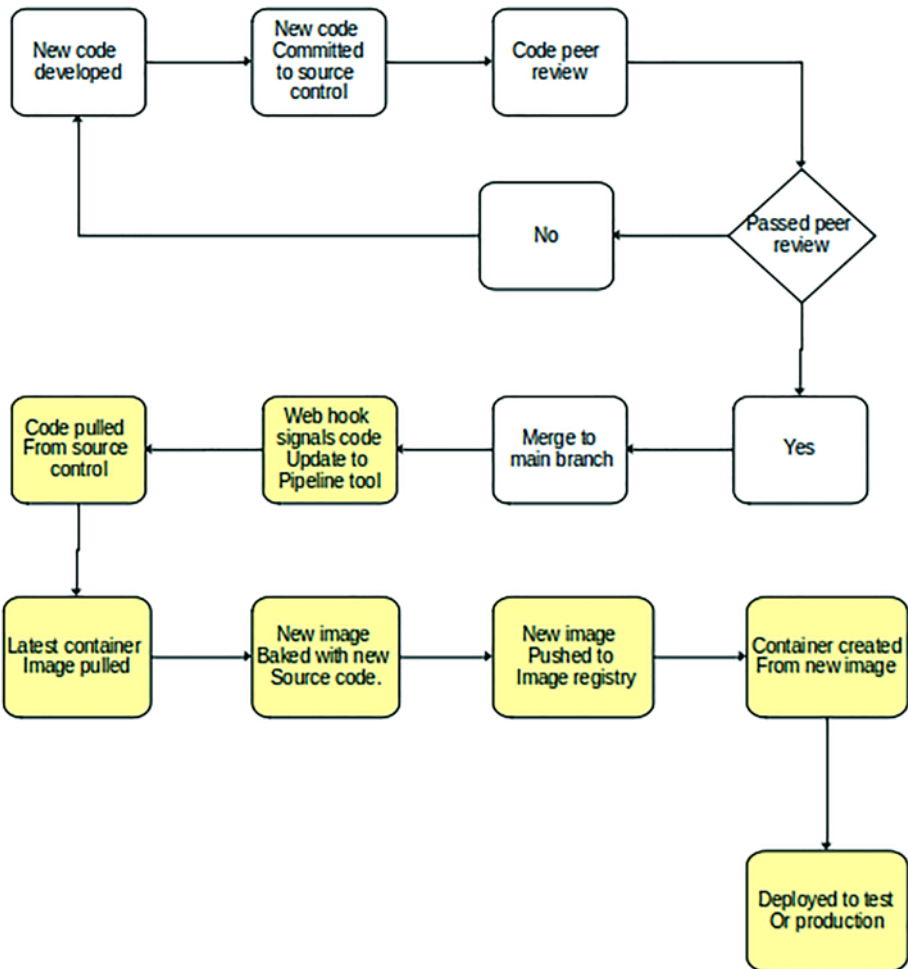 New code
developed
New code
Committed
to source
control
Code peer
review
Passed peer
review
No
Yes
Merge to
main branch
Web hook
signals code
Update to
Pipeline tool
Code pulled
From source
control
Latest container
Image pulled
New image
Baked with new
Source code.
New image
Pushed to
Image registry
Container created
From new image
Deployed to test
Or production